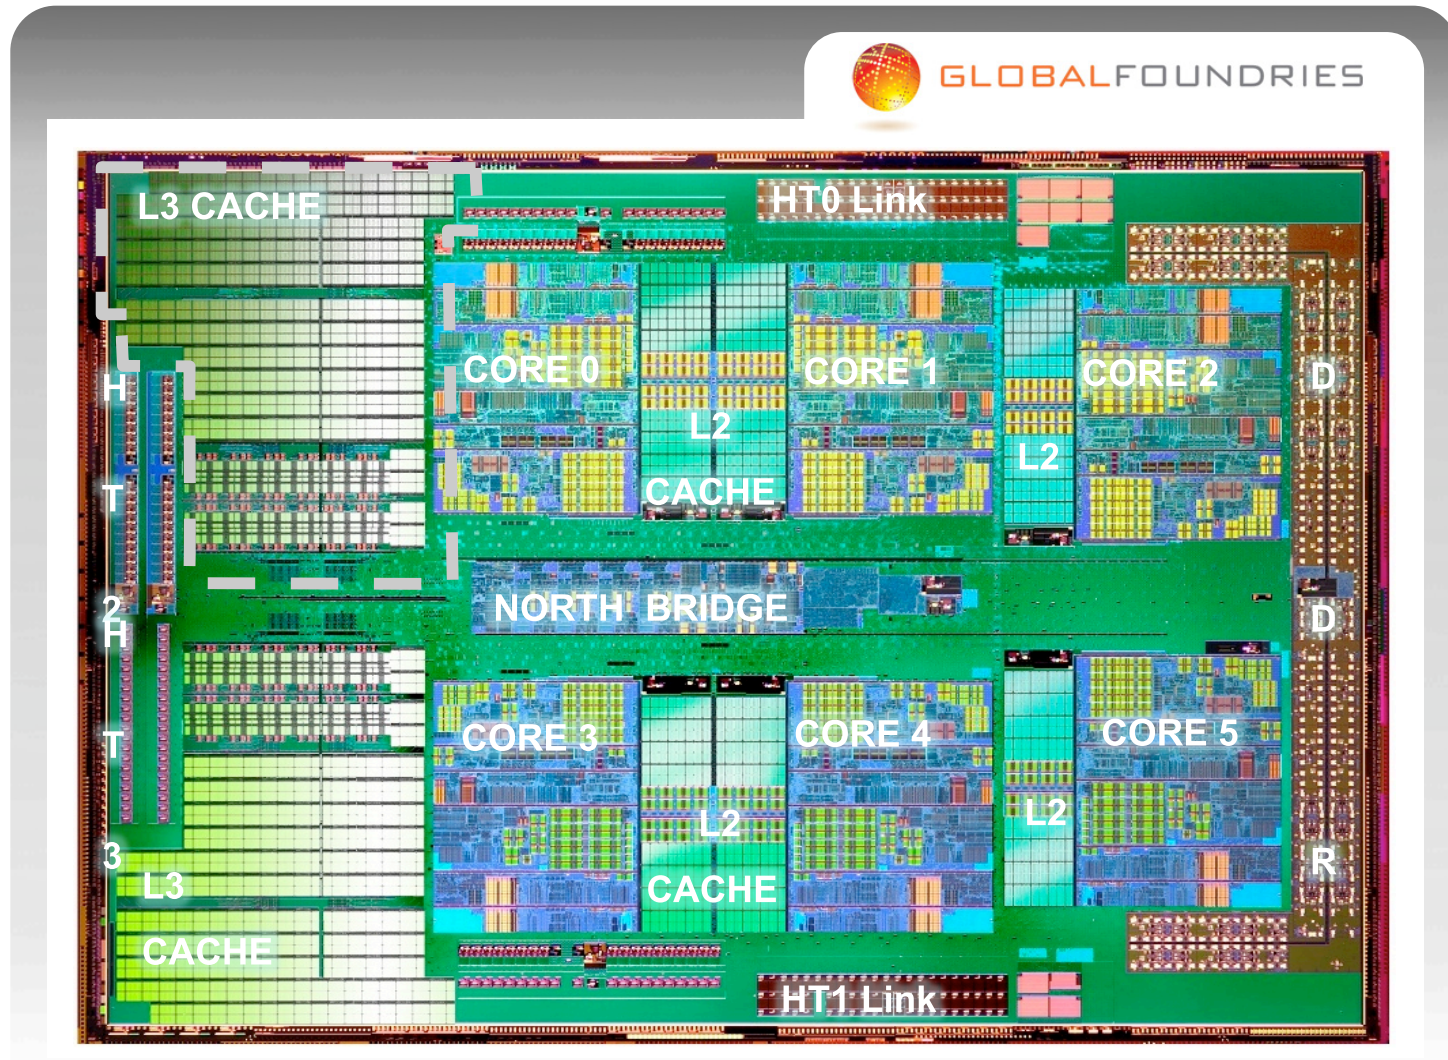 GLOBALFOUNDRIES
L3 CACHE
HT0 Link
CORE 0
CORE 1
CORE 2
L2
CACHE
L2
H
T
2
D
D
R
NORTH BRIDGE
H
T
3
CORE 3
CORE 4
CORE 5
L2
CACHE
L2
L3
CACHE
HT1 Link